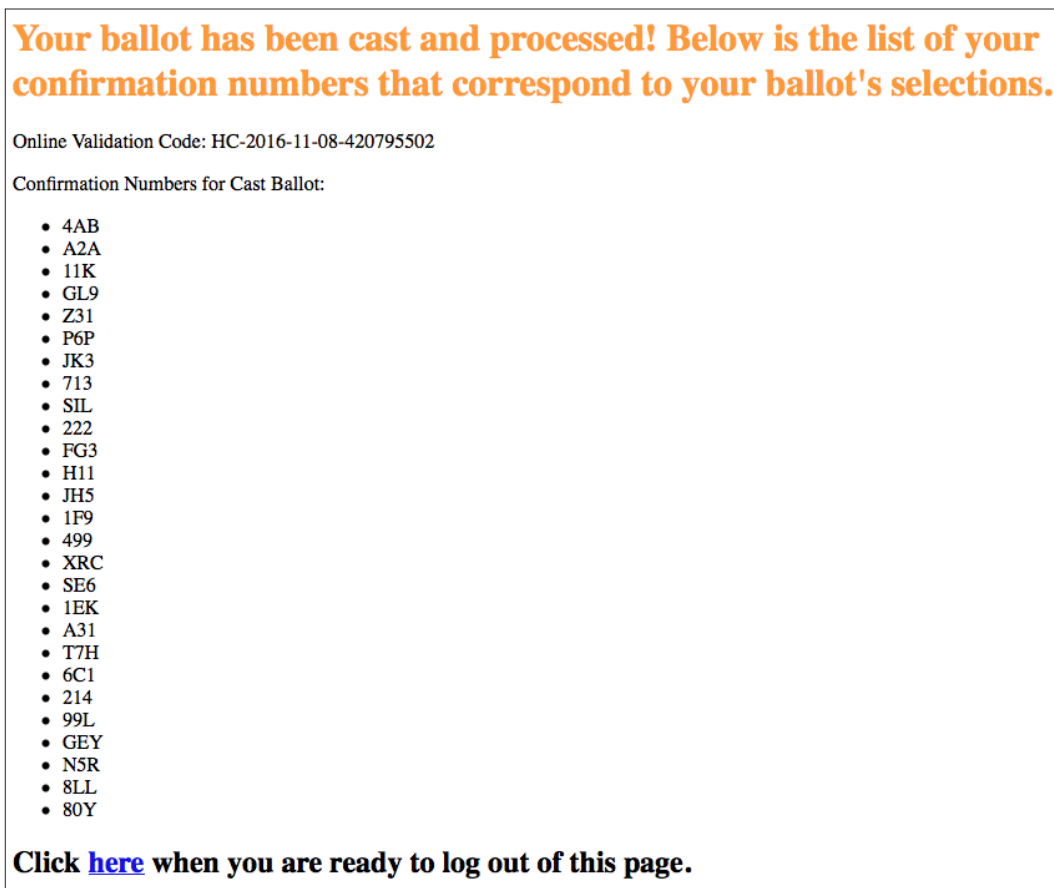 Your ballot has been cast and processed! Below is the list of your
confirmation numbers that correspond to your ballot's selections.
Online Validation Code: HC-2016-11-08-420795502
Confirmation Numbers for Cast Ballot:
• 4AB
• A2A
• 11K
• GL9
• Z31
• P6P
• JK3
• 713
• SIL
• 222
• FG3
• H11
• JH5
• 1F9
• 499
• XRC
• SE6
• 1EK
• A31
• T7H
• 6C1
• 214
• 99L
• GEY
• N5R
• 8LL
• 80Y
Click here when you are ready to log out of this page.